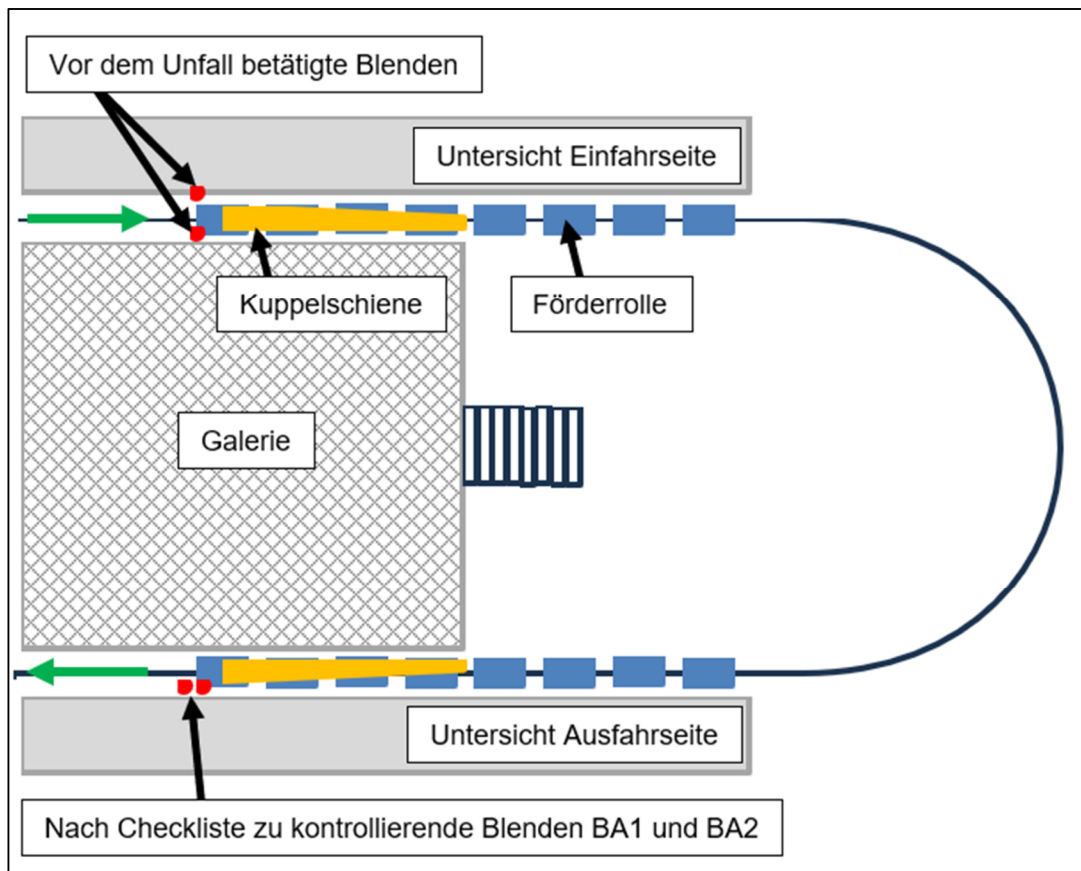 Vor dem Unfall betätigte Blenden
Untersicht Einfahrseite
Kuppelschiene
Förderrolle
Galerie
Untersicht Ausfahrseite
Nach Checkliste zu kontrollierende Blenden BA1 und BA2